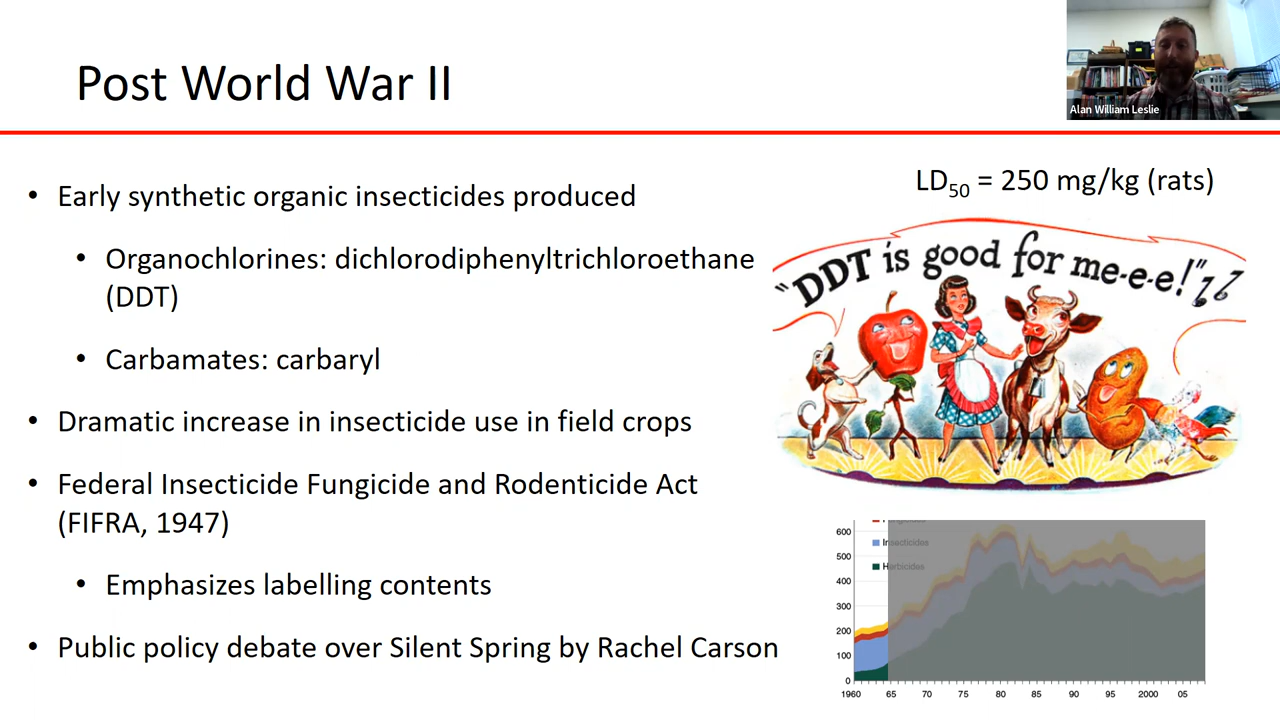 Post World War II
Alan William Leslie
• Early synthetic organic insecticides produced
• Organochlorines: dichlorodiphenyltrichloroethane
(DDT)
• Carbamates: carbaryl
• Dramatic increase in insecticide use in field crops
• Federal Insecticide Fungicide and Rodenticide Act
(FIFRA, 1947)
• Emphasizes labelling contents
• Public policy debate over Silent Spring by Rachel Carson
LD50 = 250 mg/kg (rats)
"DDT is good for me-e-e!"
600
500
400
300
200
100
0
Insecticides
Herbicides
1960 65 70 75 80 85 90 95 2000 05